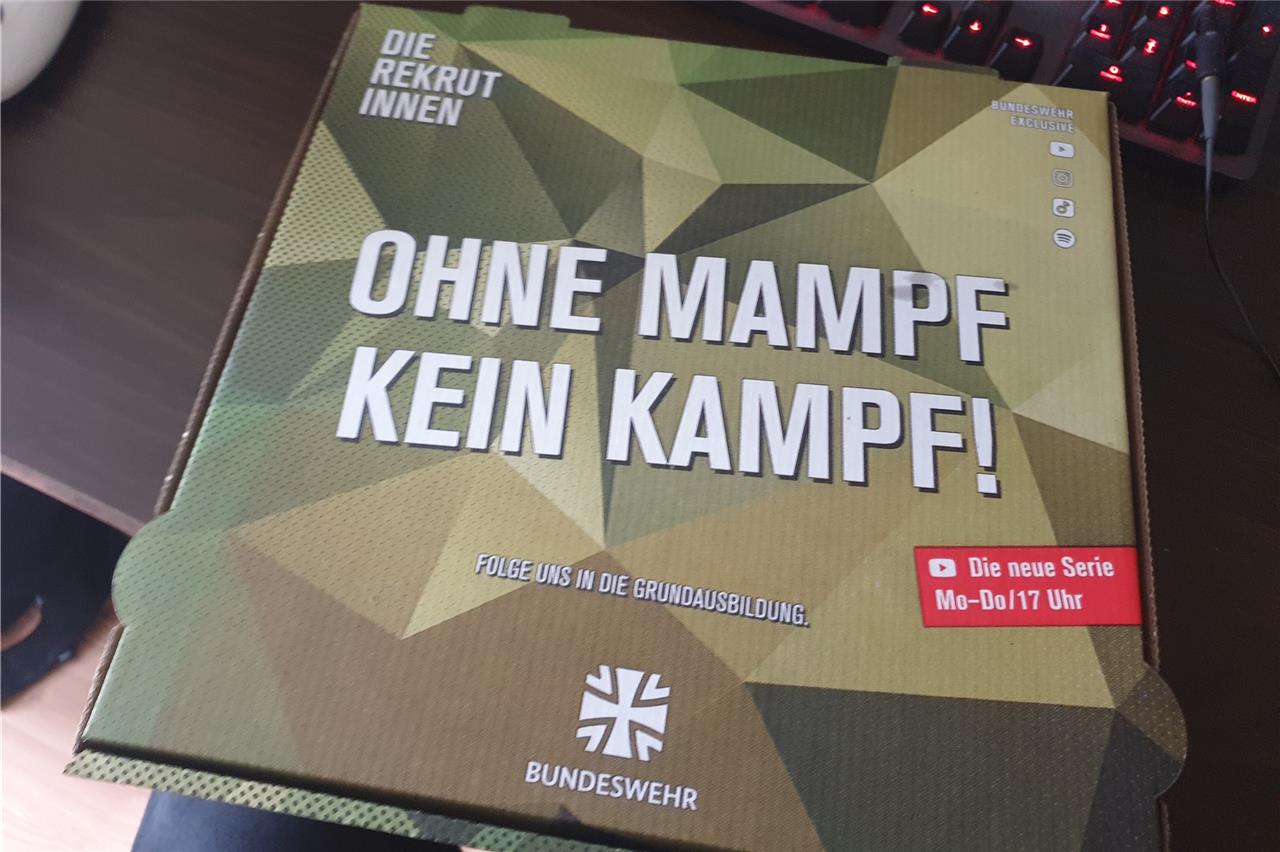 DIE
REKRUT
INNEN
BUNDESWEHR
EXCLUSIVE
OHNE MAMPF
KEIN KAMPF!
FOLGE UNS IN DIE GRUNDAUSBILDUNG.
Die neue Serie
Mo-Do/17 Uhr
BUNDESWEHR